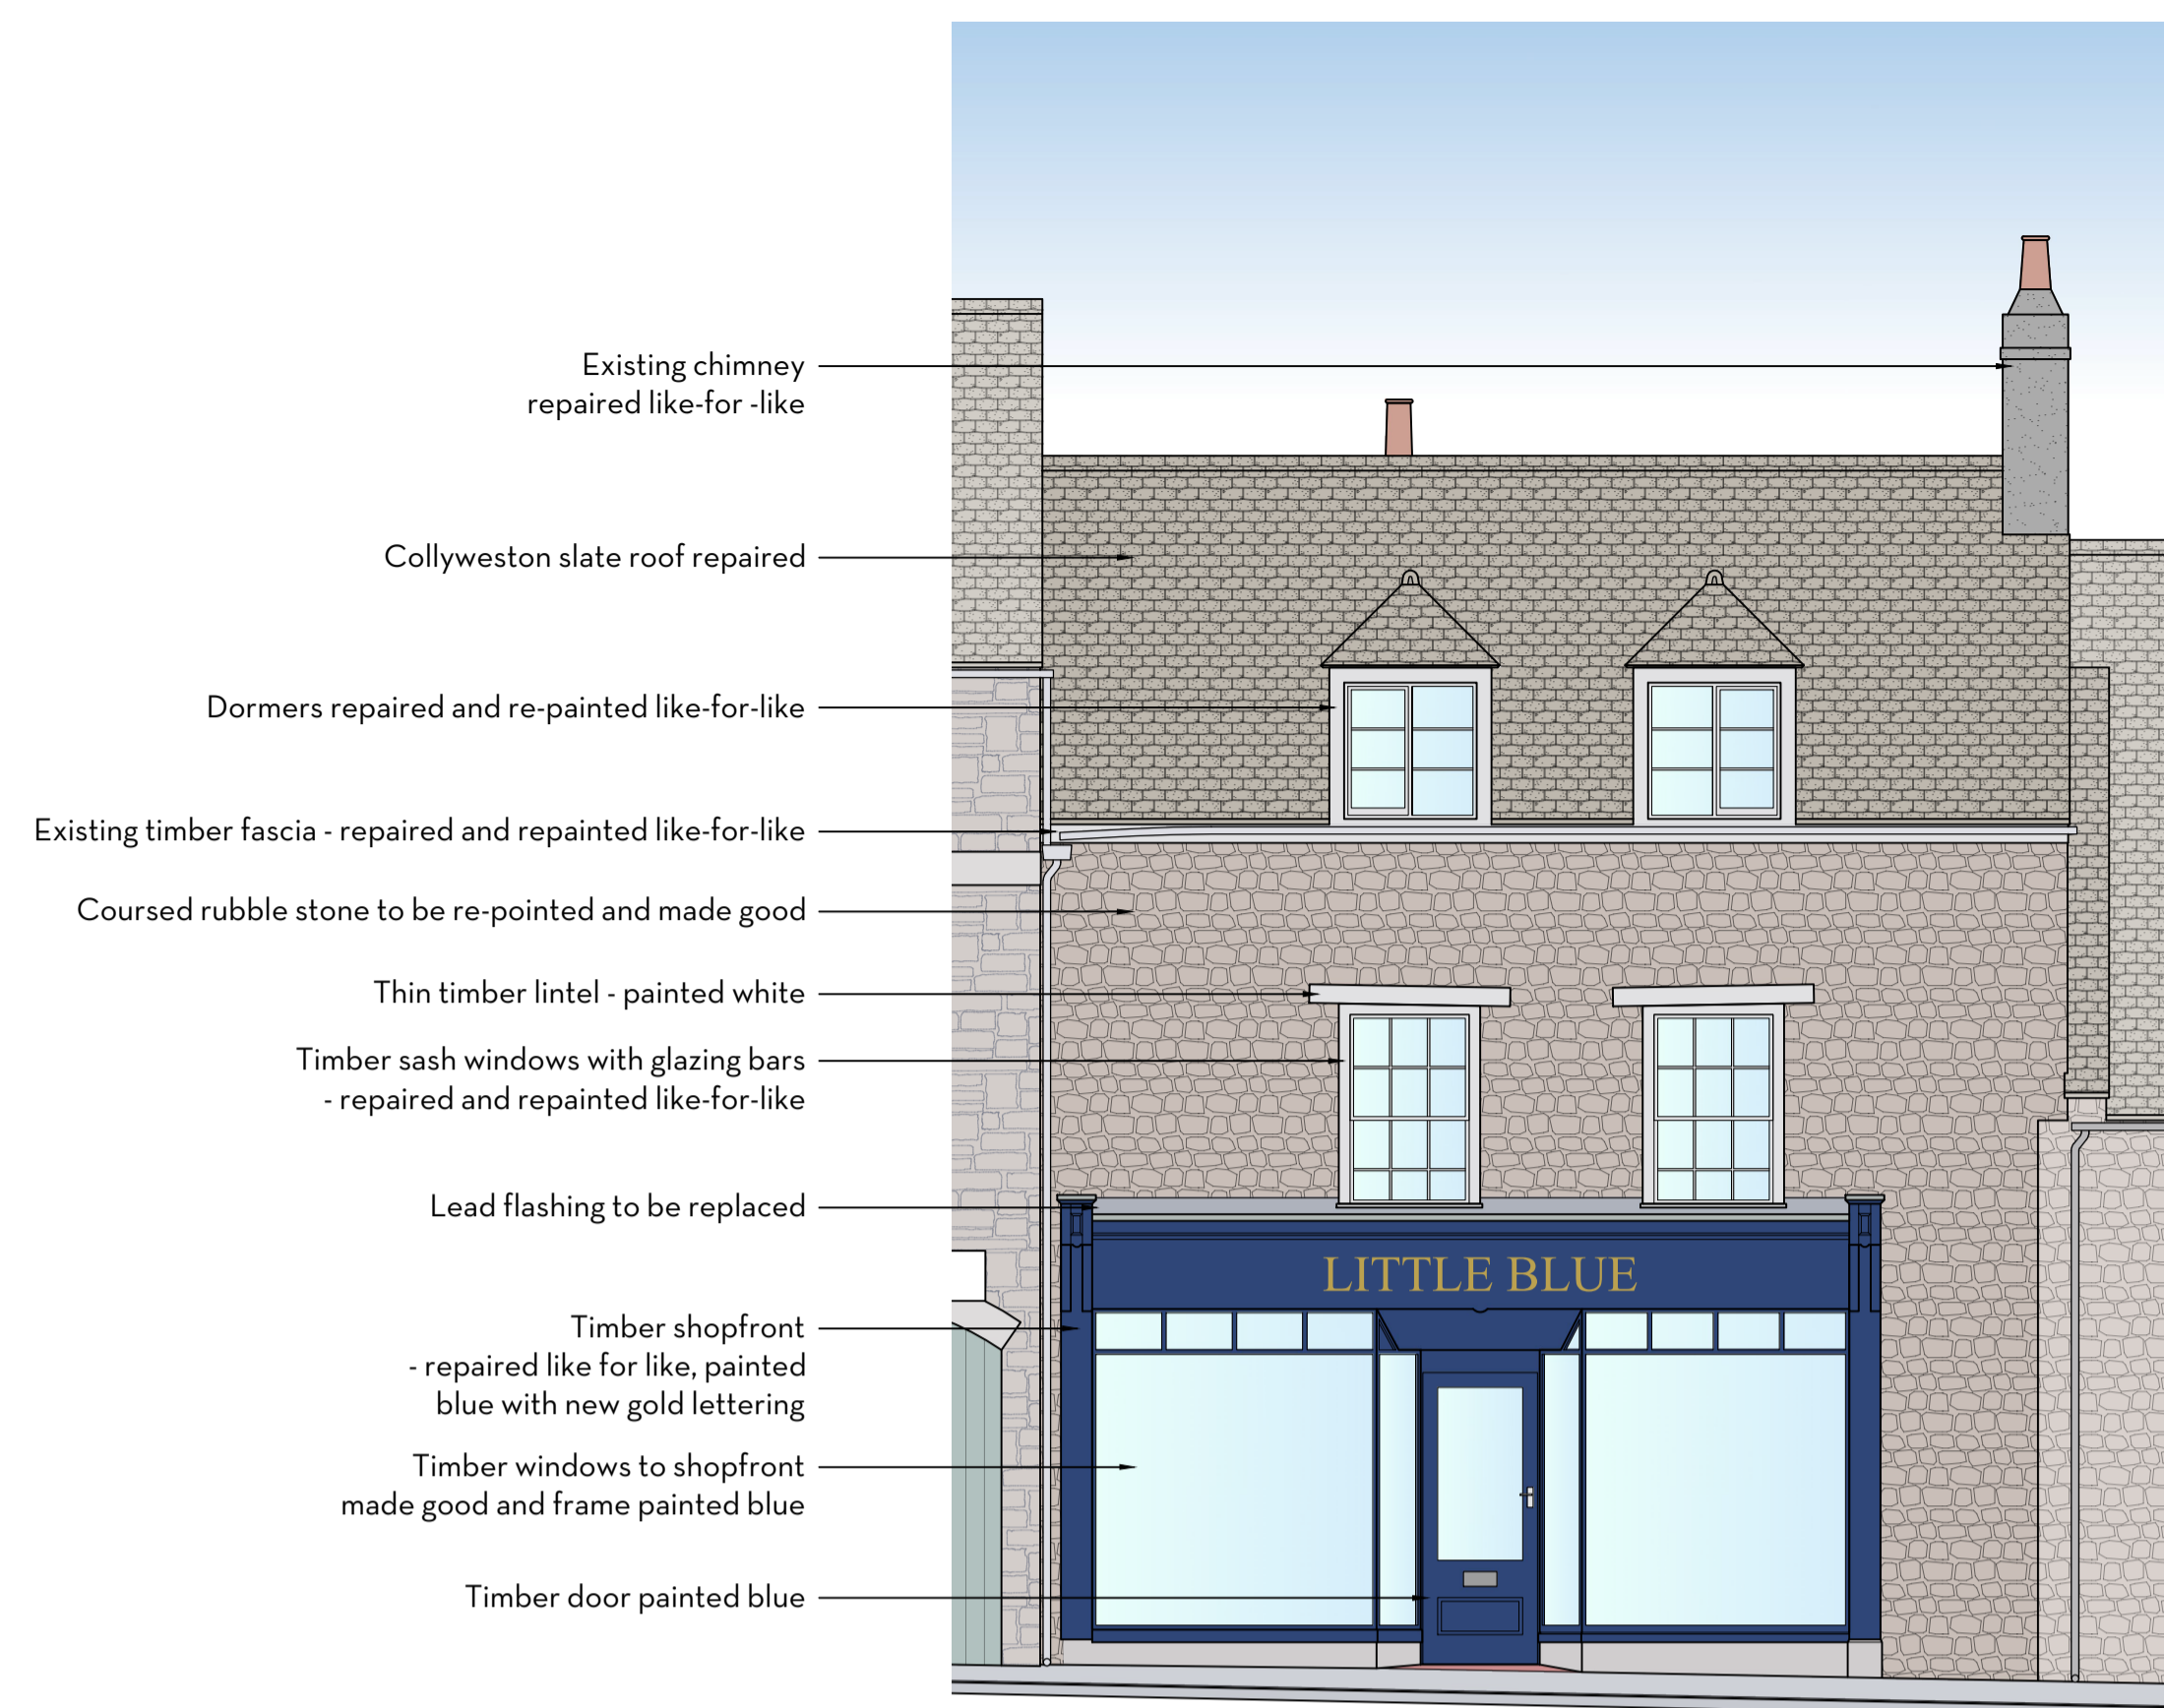 Existing chimney
repaired like-for -like
Collyweston slate roof repaired
Dormers repaired and re-painted like-for-like
Existing timber fascia - repaired and repainted like-for-like
Coursed rubble stone to be re-pointed and made good
Thin timber lintel - painted white
Timber sash windows with glazing bars
- repaired and repainted like-for-like
Lead flashing to be replaced
LITTLE BLUE
Timber shopfront
- repaired like for like, painted
blue with new gold lettering
Timber windows to shopfront
made good and frame painted blue
Timber door painted blue